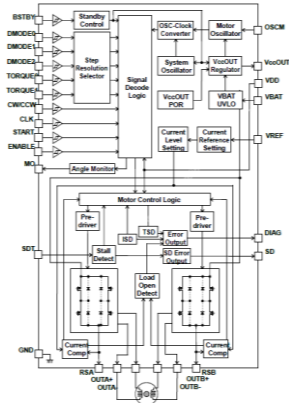 BSTBY
DMODE0
DMODE1
DMODE2
TORQUE
TORQUE
CW/CCW
CLK
START
ENABLE
MO
SDT
GND
Standby
Control
Step
Resolution
Selector
Signal
Decode
Logic
Angle Monitor
OSC-Clock
Converter
Motor
Oscillator
System
Oscillator
VccOUT
Regulator
VccOUT
POR
VBAT
UVLO
Current
Level
Setting
Current
Reference
Setting
OSCM
VccOUT
VDD
VBAT
VREF
Motor Control Logic
Pre-
driver
Pre-
driver
TSD
ISD
Error
Output
Stall
Detect
SD Error
Output
Load
Open
Detect
DIAG
SD
Current
Comp
Current
Comp
RSA
OUTA+
OUTA-
RSB
OUTB+
OUTB-